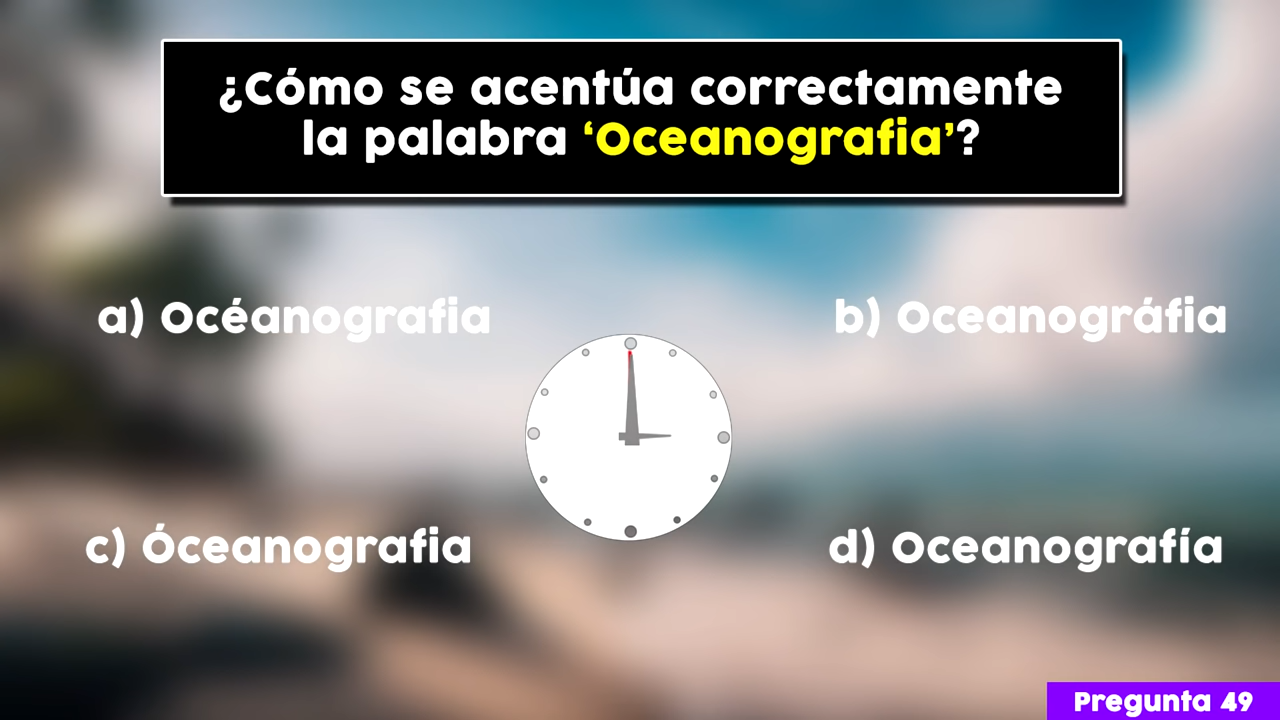 ¿Cómo se acentúa correctamente
la palabra ‘Oceanografia’?
a) Océanografia
b) Oceanográfia
c) Óceanografia
d) Oceanografía
Pregunta 49